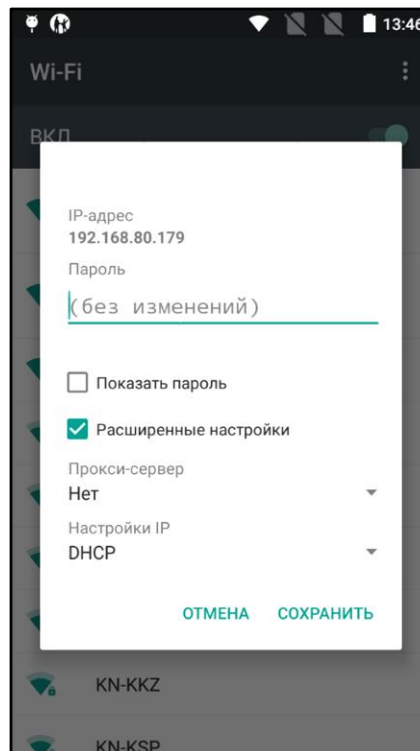 13:46
Wi-Fi
ВКЛ
IP-адрес
192.168.80.179
Пароль
(без изменений)
Показать пароль
Расширенные настройки
Прокси-сервер
Нет
Настройки IP
DHCP
ОТМЕНА СОХРАНИТЬ
KN-KKZ
KN-KSP